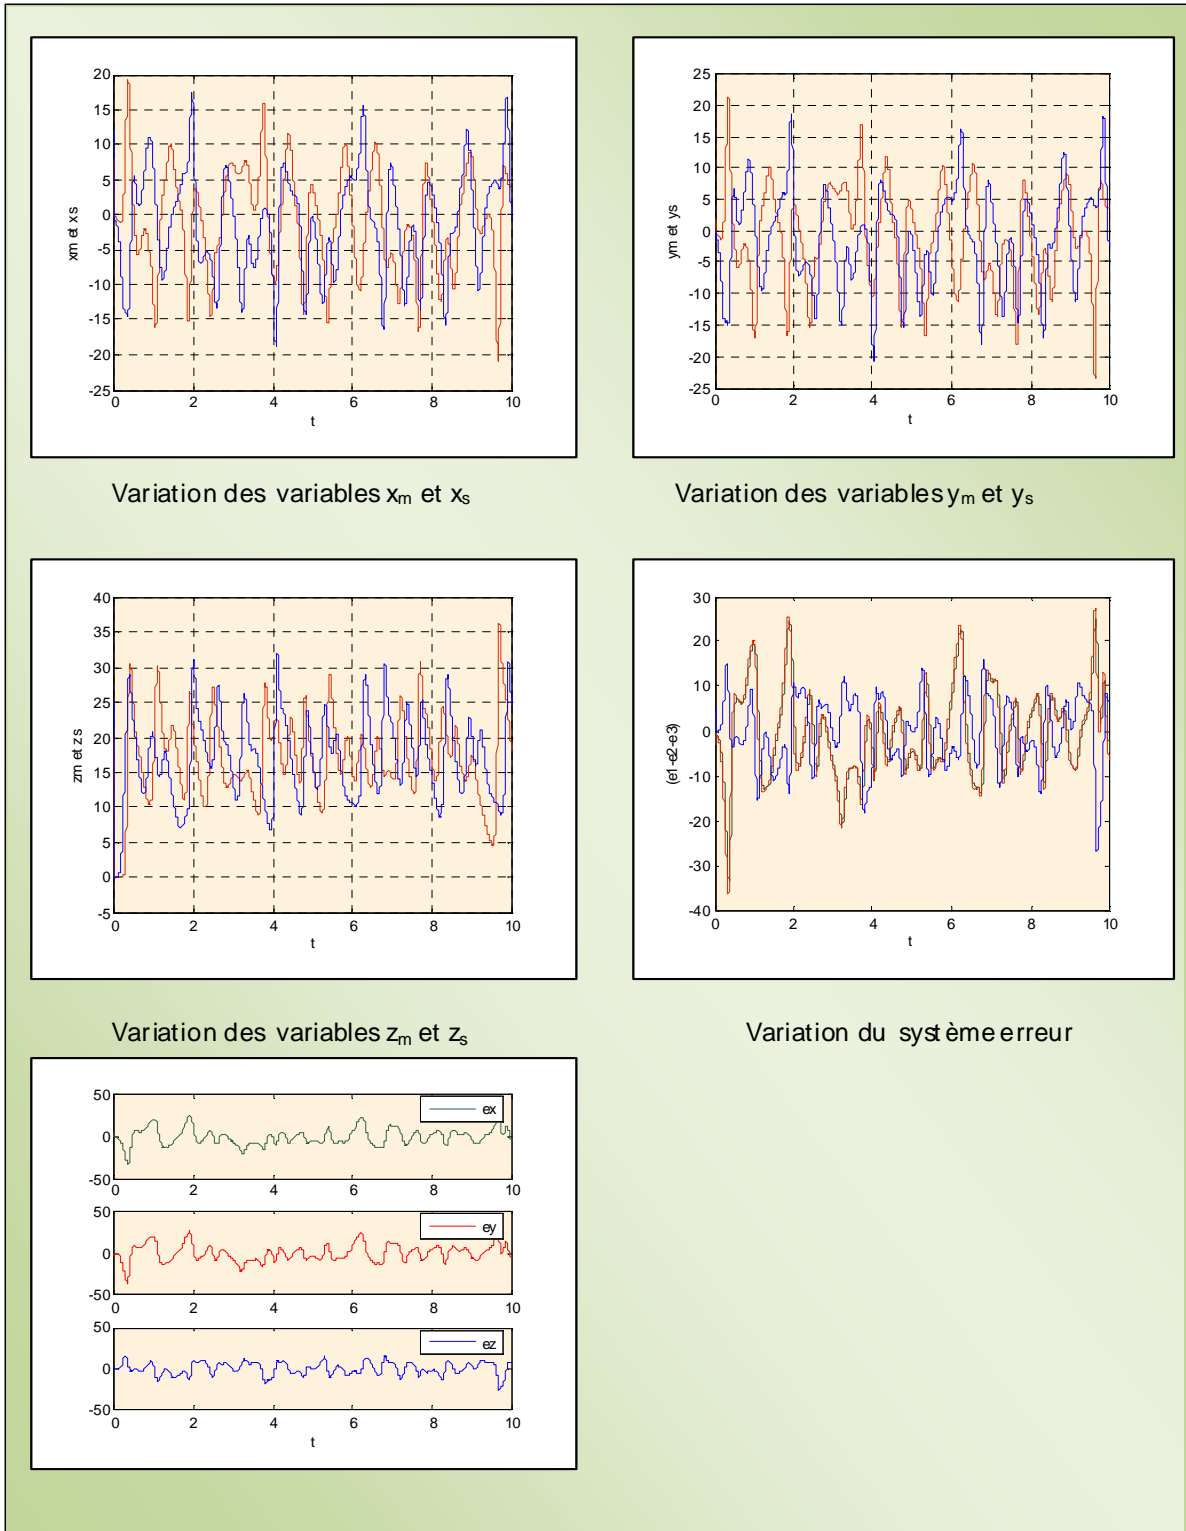 20
15
10
5
0
-5
-10
-15
-20
-25
xm et xs
0 2 4 6 8 10
t
25
20
15
10
5
0
-5
-10
-15
-20
-25
ym et ys
0 2 4 6 8 10
t
Variation des variables xₘ et xₛ
Variation des variables yₘ et yₛ
40
35
30
25
20
15
10
5
0
-5
zm et zs
0 2 4 6 8 10
t
30
20
10
0
-10
-20
-30
-40
(e1-e2-e3)
0 2 4 6 8 10
t
Variation des variables zₘ et zₛ
Variation du système erreur
50
0
-50
ex
0 2 4 6 8 10
50
0
-50
ey
0 2 4 6 8 10
50
0
-50
ez
0 2 4 6 8 10
t